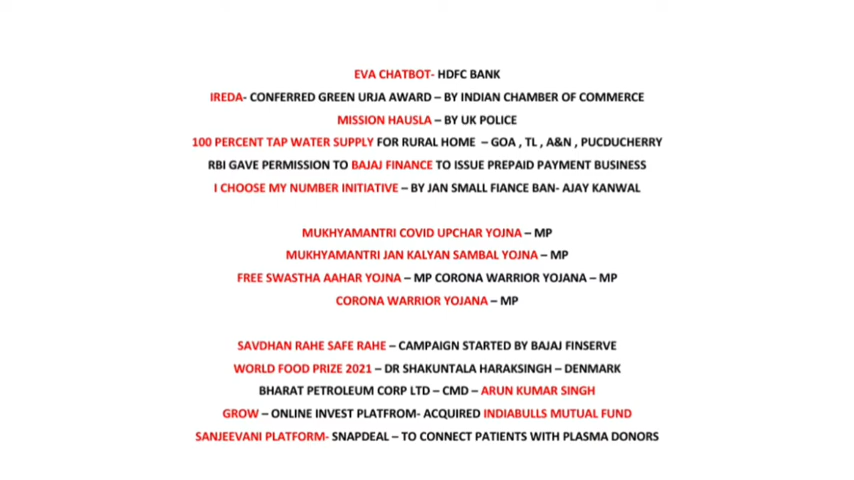 EVA CHATBOT- HDFC BANK
IREDA- CONFERRED GREEN URJA AWARD – BY INDIAN CHAMBER OF COMMERCE
MISSION HAUSLA – BY UK POLICE
100 PERCENT TAP WATER SUPPLY FOR RURAL HOME – GOA , TL , A&N , PUCDUCHERRY
RBI GAVE PERMISSION TO BAJAJ FINANCE TO ISSUE PREPAID PAYMENT BUSINESS
I CHOOSE MY NUMBER INITIATIVE – BY JAN SMALL FIANCE BAN- AJAY KANWAL
MUKHYAMANTRI COVID UPCHAR YOJNA – MP
MUKHYAMANTRI JAN KALYAN SAMBAL YOJNA – MP
FREE SWASTHA AAHAR YOJNA – MP CORONA WARRIOR YOJANA – MP
CORONA WARRIOR YOJANA – MP
SAVDHAN RAHE SAFE RAHE – CAMPAIGN STARTED BY BAJAJ FINSERVE
WORLD FOOD PRIZE 2021 – DR SHAKUNTALA HARAKSINGH – DENMARK
BHARAT PETROLEUM CORP LTD – CMD – ARUN KUMAR SINGH
GROW – ONLINE INVEST PLATFROM- ACQUIRED INDIABULLS MUTUAL FUND
SANJEEVANI PLATFORM- SNAPDEAL – TO CONNECT PATIENTS WITH PLASMA DONORS